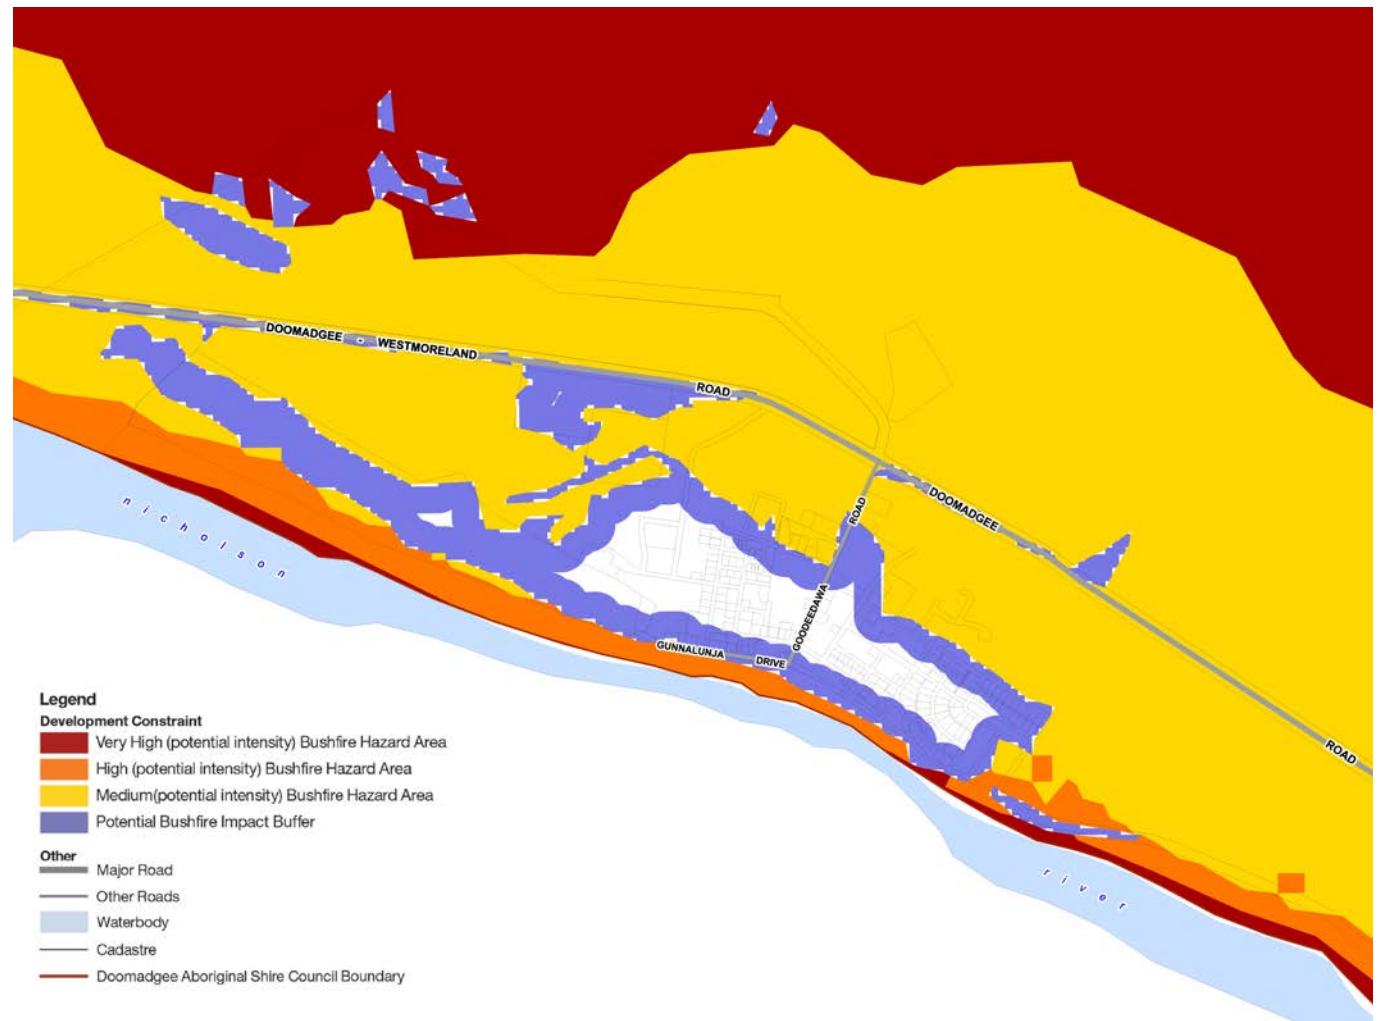 DOOMADGEE - WESTMORELAND
ROAD
DOOMADGEE
ROAD
ROAD
GOODEEDAWA
GUNNALUNJA DRIVE
nicholson
river
Legend
Development Constraint
Very High (potential intensity) Bushfire Hazard Area
High (potential intensity) Bushfire Hazard Area
Medium(potential intensity) Bushfire Hazard Area
Potential Bushfire Impact Buffer
Other
Major Road
Other Roads
Waterbody
Cadastre
Doomadgee Aboriginal Shire Council Boundary